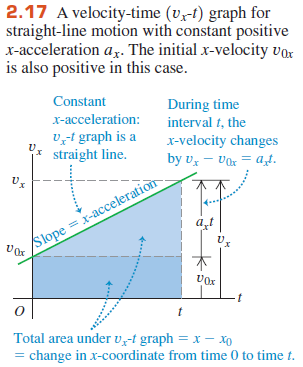 2.17 A velocity-time (vₓ-t) graph for
straight-line motion with constant positive
x-acceleration aₓ. The initial x-velocity v₀ₓ
is also positive in this case.
Constant
x-acceleration:
vₓ-t graph is a
straight line.
During time
interval t, the
x-velocity changes
by vₓ − v₀ₓ = aₓt.
vₓ
vₓ
Slope = x-acceleration
aₓt
vₓ
v₀ₓ
v₀ₓ
O
t
t
Total area under vₓ-t graph = x − x₀
= change in x-coordinate from time 0 to time t.